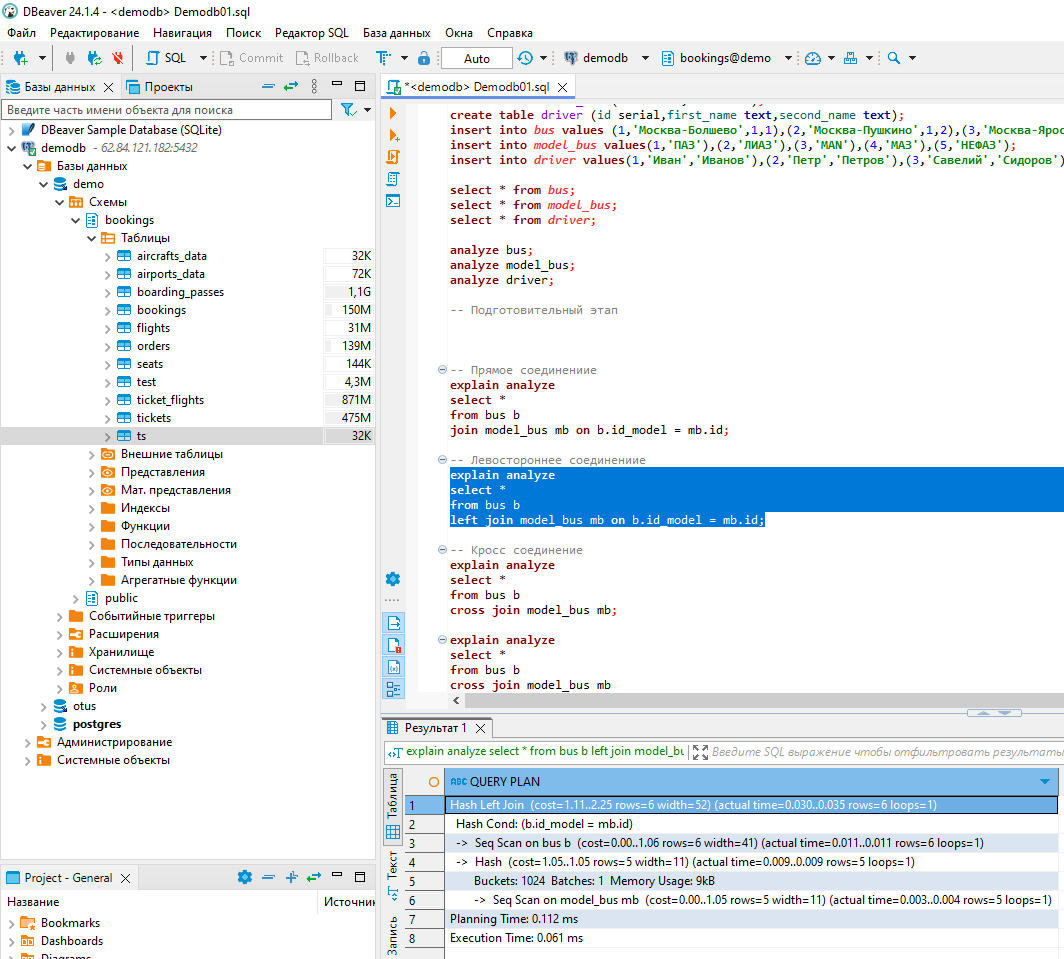 DBeaver 24.1.4 - <demodb> Demodb01.sql
Файл Редактирование Навигация Поиск Редактор SQL База данных Окна Справка
SQL Commit Rollback Auto demodb bookings@demo
Базы данных Проекты
Введите часть имени объекта для поиска
DBeaver Sample Database (SQLite)
demodb - 62.84.121.182:5432
Базы данных
demo
Схемы
bookings
Таблицы
aircrafts_data 32K
airports_data 72K
boarding_passes 1,1G
bookings 150M
flights 31M
orders 139M
seats 144K
test 4,3M
ticket_flights 871M
tickets 475M
ts 32K
Внешние таблицы
Представления
Мат. представления
Индексы
Функции
Последовательности
Типы данных
Агрегатные функции
public
Событийные триггеры
Расширения
Хранилище
Системные объекты
Роли
otus
postgres
Администрирование
Системные объекты
Project - General
Название Источник
Bookmarks
Dashboards
Diagrams
*<demodb> Demodb01.sql
create table driver (id serial,first_name text,second_name text);
insert into bus values (1,'Москва-Болшево',1,1),(2,'Москва-Пушкино',1,2),(3,'Москва-Ярос
insert into model_bus values(1,'ПАЗ'),(2,'ЛИАЗ'),(3,'MAN'),(4,'МАЗ'),(5,'НЕФАЗ');
insert into driver values(1,'Иван','Иванов'),(2,'Петр','Петров'),(3,'Савелий','Сидоров')
select * from bus;
select * from model_bus;
select * from driver;
analyze bus;
analyze model_bus;
analyze driver;
-- Подготовительный этап
-- Прямое соединениие
explain analyze
select *
from bus b
join model_bus mb on b.id_model = mb.id;
-- Левостороннее соединениие
explain analyze
select *
from bus b
left join model_bus mb on b.id_model = mb.id;
-- Кросс соединение
explain analyze
select *
from bus b
cross join model_bus mb;
explain analyze
select *
from bus b
cross join model_bus mb
Результат 1
explain analyze select * from bus b left join model_bu Введите SQL выражение чтобы отфильтровать результаты
Таблица
Текст
Запись
ABC QUERY PLAN
1 Hash Left Join (cost=1.11..2.25 rows=6 width=52) (actual time=0.030..0.035 rows=6 loops=1)
2 Hash Cond: (b.id_model = mb.id)
3 -> Seq Scan on bus b (cost=0.00..1.06 rows=6 width=41) (actual time=0.011..0.011 rows=6 loops=1)
4 -> Hash (cost=1.05..1.05 rows=5 width=11) (actual time=0.009..0.009 rows=5 loops=1)
5 Buckets: 1024 Batches: 1 Memory Usage: 9kB
6 -> Seq Scan on model_bus mb (cost=0.00..1.05 rows=5 width=11) (actual time=0.003..0.004 rows=5 loops=1)
7 Planning Time: 0.112 ms
8 Execution Time: 0.061 ms